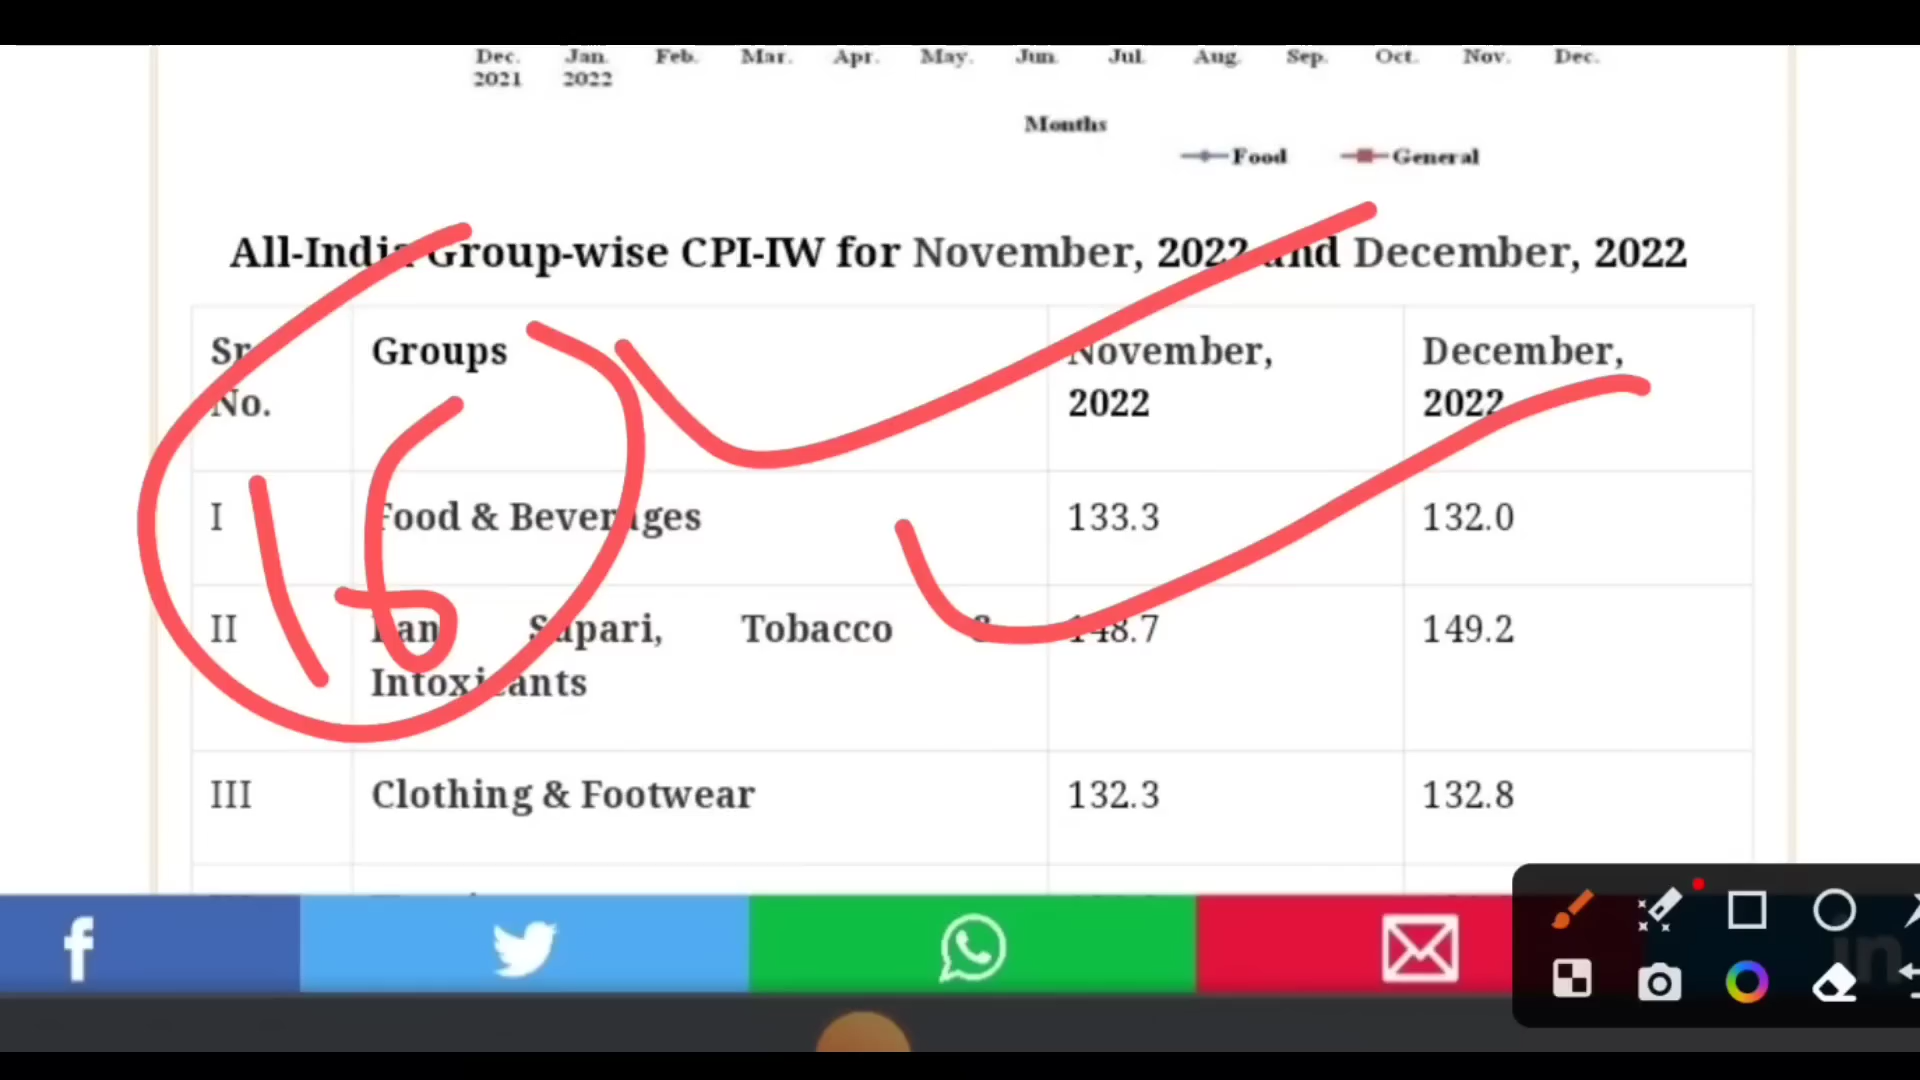 Dec. Jan. Feb. Mar. Apr. May. Jun. Jul. Aug. Sep. Oct. Nov. Dec.
2021 2022
Months
Food General
All-India Group-wise CPI-IW for November, 2022 and December, 2022
Sr. No. Groups November, 2022 December, 2022
I Food & Beverages 133.3 132.0
II Pan, Supari, Tobacco & Intoxicants 148.7 149.2
III Clothing & Footwear 132.3 132.8
16
f
in